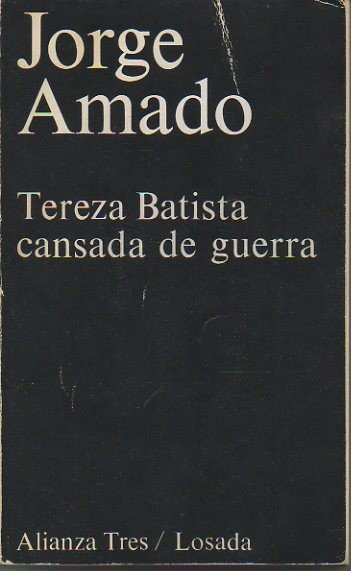 Jorge
Amado
Tereza Batista
cansada de guerra
Alianza Tres / Losada